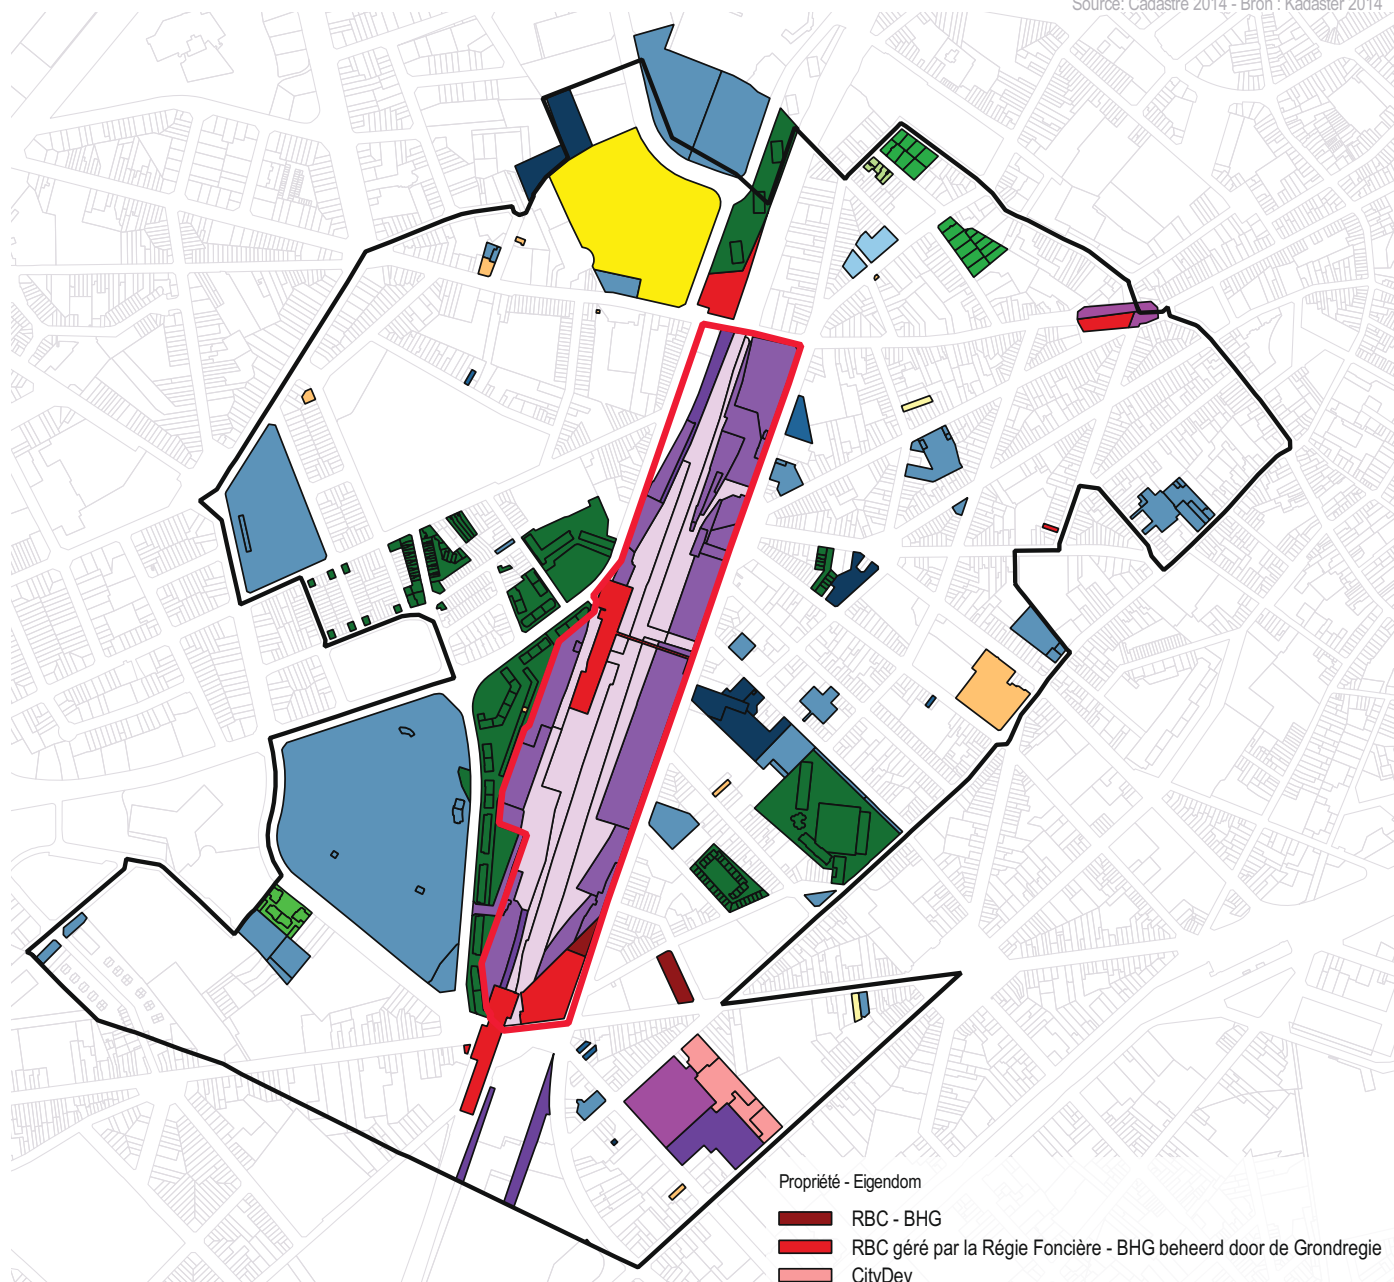 Source: Cadastre 2014 - Bron : Kadaster 2014
Propriété - Eigendom
RBC - BHG
RBC géré par la Régie Foncière - BHG beheerd door de Grondregie
CityDev